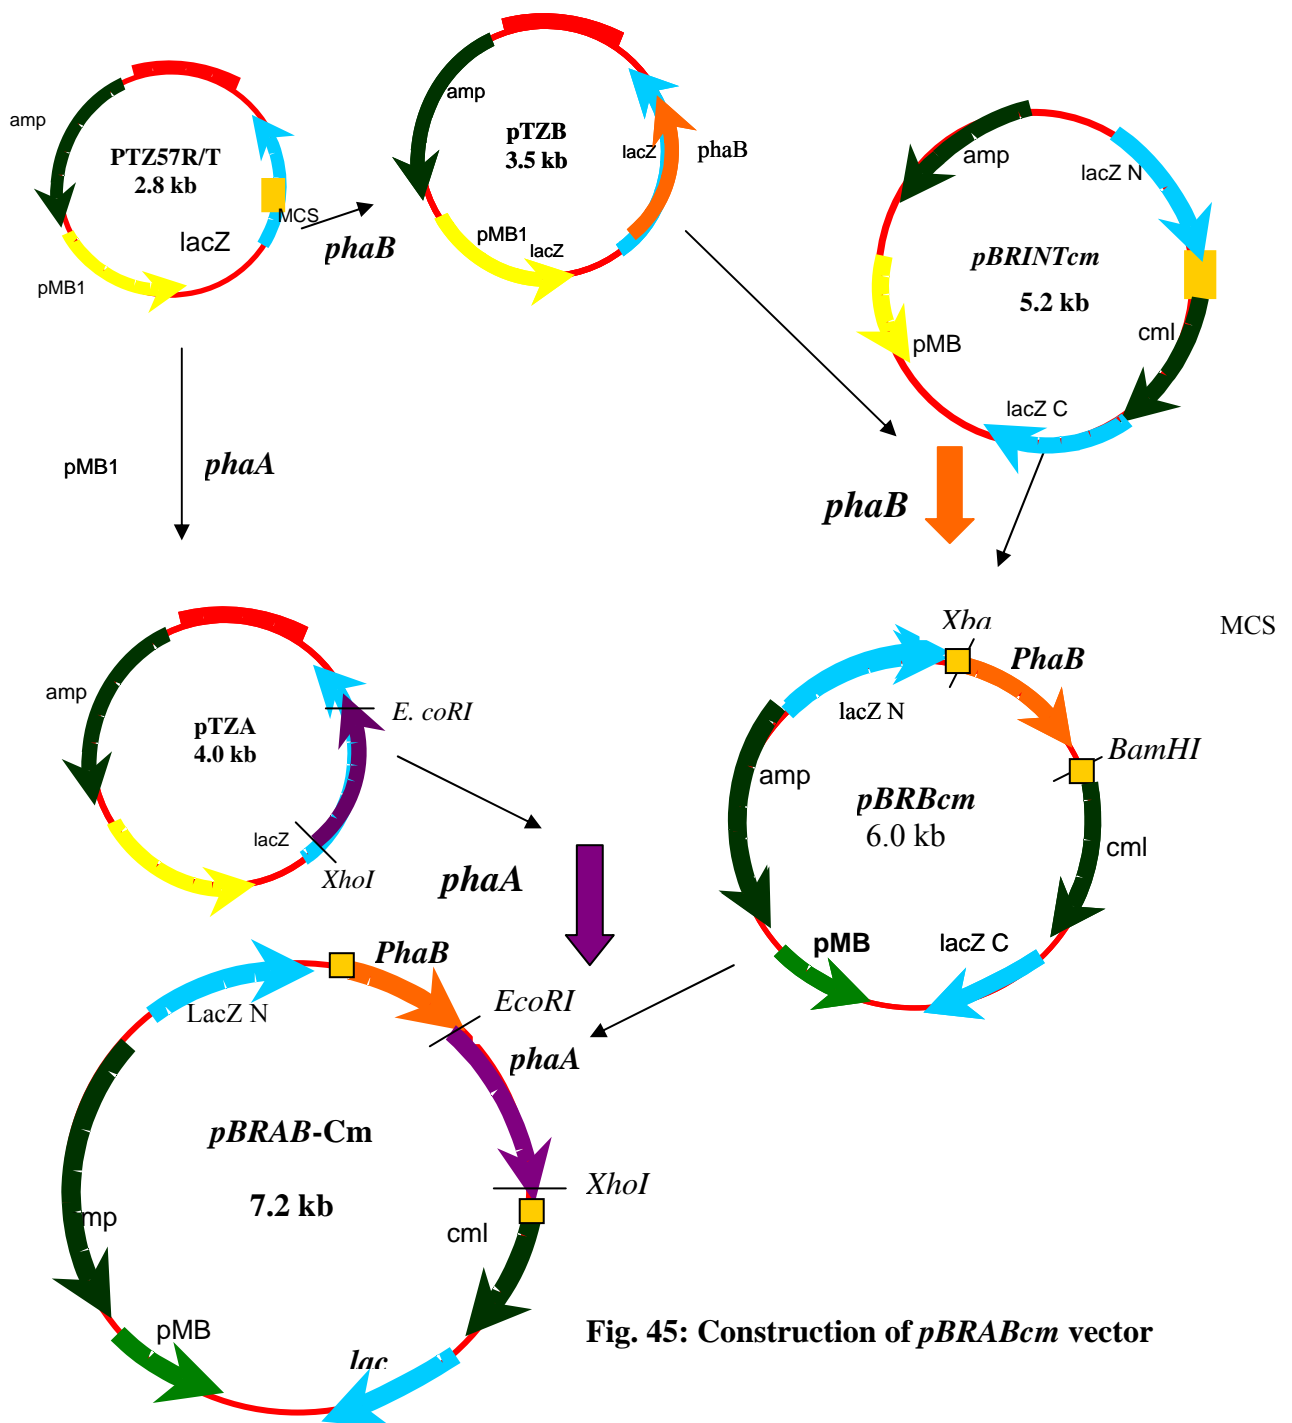 amp
PTZ57R/T
2.8 kb
MCS
lacZ
pMB1
phaB
amp
pTZB
3.5 kb
lacZ
phaB
pMB1
lacZ
amp
lacZ N
pBRINTcm
5.2 kb
cml
pMB
lacZ C
pMB1
phaA
phaB
MCS
amp
pTZA
4.0 kb
E. coRI
lacZ
XhoI
phaA
Xba
PhaB
lacZ N
BamHI
amp
pBRBcm
6.0 kb
cml
pMB
lacZ C
PhaB
LacZ N
EcoRI
phaA
pBRAB-Cm
7.2 kb
XhoI
mp
cml
pMB
lac
Fig. 45: Construction of pBRABcm vector